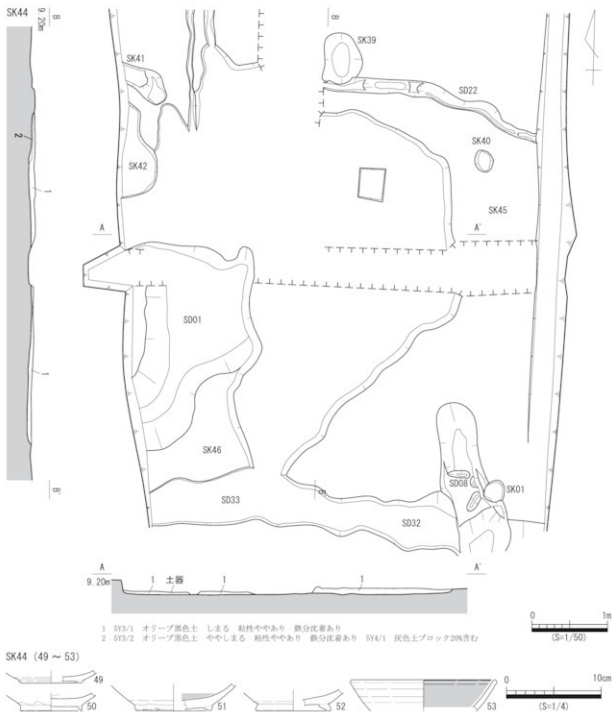 SK44
9.20m
B
B
SK39
SK41
SD22
SK40
SK42
SK45
2
1
A
A'
SD01
1
SK46
SD08
SK01
B'
B'
SD33
SD32
A
A'
9.20m
1 土器 1 1
1 5Y3/1 オリーブ黒色土 しまる 粘性ややあり 鉄分沈着あり
2 5Y3/2 オリーブ黒色土 ややしまる 粘性ややあり 鉄分沈着あり 5Y4/1 灰色土ブロック20%含む
0 1m
(S=1/50)
SK44 (49 ~ 53)
49
50
51
52
53
0 10cm
(S=1/4)